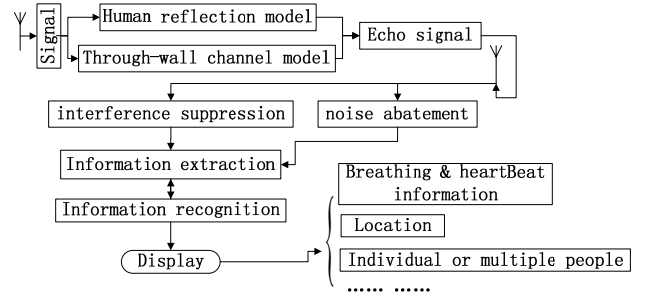 Signal
Human reflection model
Through-wall channel model
Echo signal
interference suppression
noise abatement
Information extraction
Information recognition
Display
Breathing & heartBeat
information
Location
Individual or multiple people
…… ……